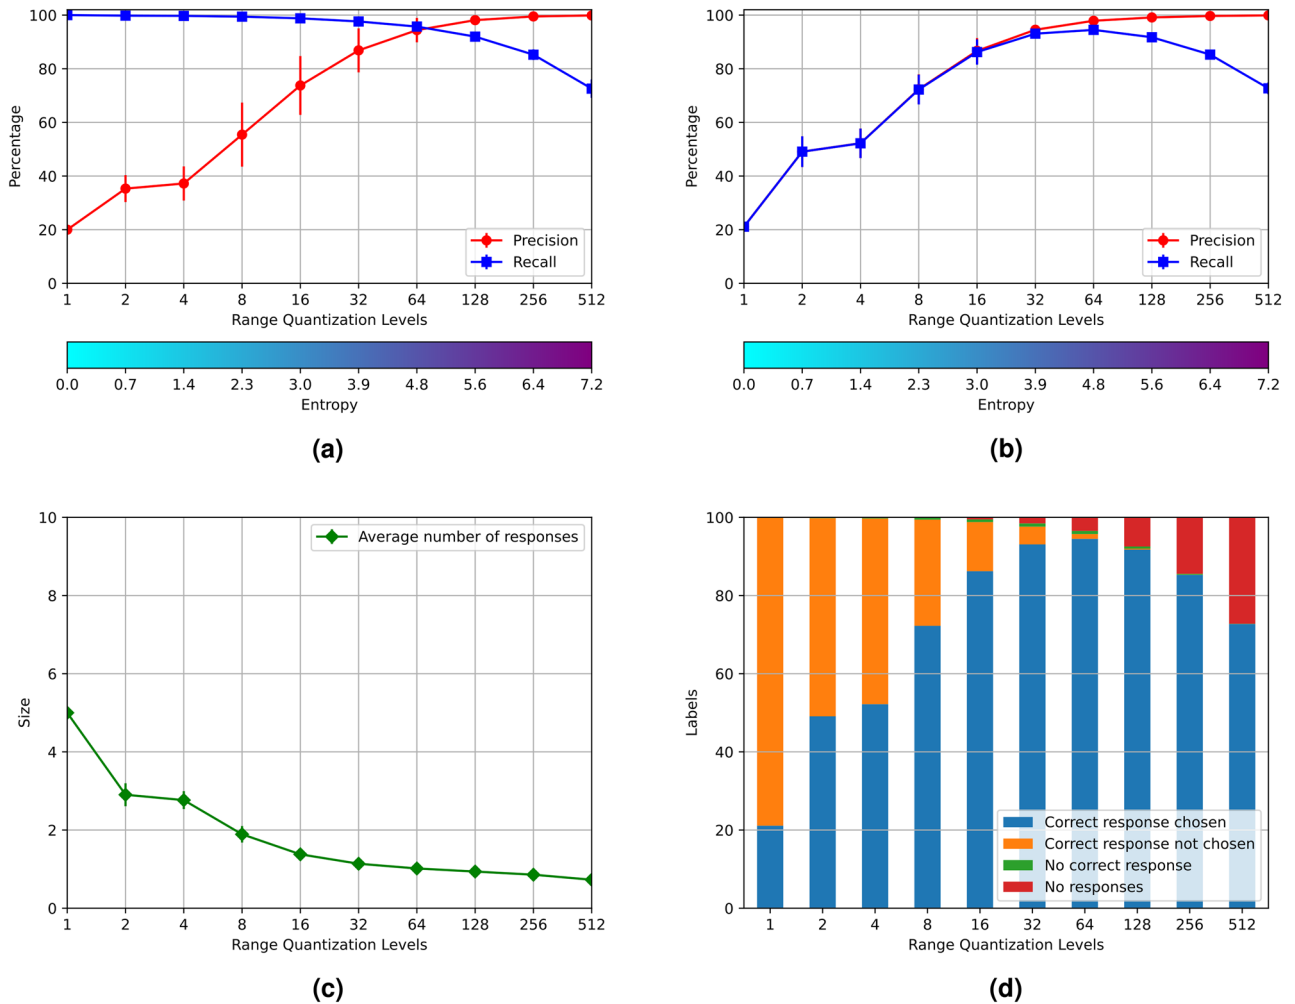 100
80
60
40
20
0
Percentage
Precision
Recall
1 2 4 8 16 32 64 128 256 512
Range Quantization Levels
0.0 0.7 1.4 2.3 3.0 3.9 4.8 5.6 6.4 7.2
Entropy
(a)
100
80
60
40
20
0
Percentage
Precision
Recall
1 2 4 8 16 32 64 128 256 512
Range Quantization Levels
0.0 0.7 1.4 2.3 3.0 3.9 4.8 5.6 6.4 7.2
Entropy
(b)
10
8
6
4
2
0
Size
Average number of responses
1 2 4 8 16 32 64 128 256 512
Range Quantization Levels
(c)
100
80
60
40
20
0
Labels
Correct response chosen
Correct response not chosen
No correct response
No responses
1 2 4 8 16 32 64 128 256 512
Range Quantization Levels
(d)